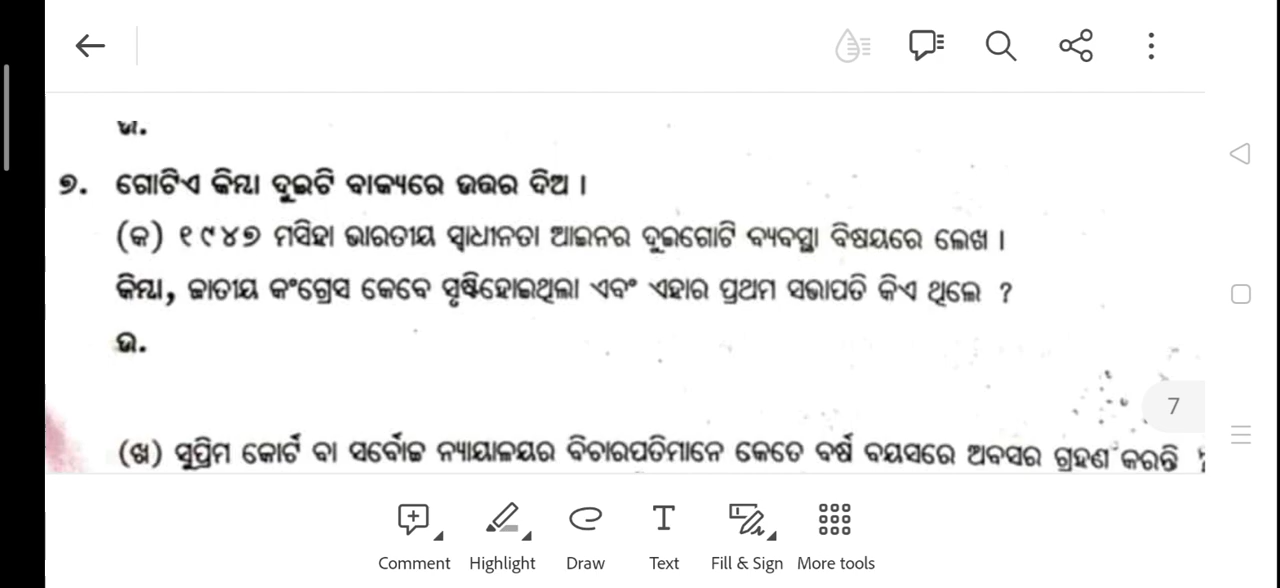 ଉ.
୭. ଗୋଟିଏ କିମ୍ବା ଦୁଇଟି ବାକ୍ୟରେ ଉତ୍ତର ଦିଅ ।
(କ) ୧୯୪୭ ମସିହା ଭାରତୀୟ ସ୍ୱାଧୀନତା ଆଇନର ଦୁଇଗୋଟି ବ୍ୟବସ୍ଥା ବିଷୟରେ ଲେଖ ।
କିମ୍ବା, ଜାତୀୟ କଂଗ୍ରେସ କେବେ ସୃଷ୍ଟିହୋଇଥିଲା ଏବଂ ଏହାର ପ୍ରଥମ ସଭାପତି କିଏ ଥିଲେ ?
ଉ.
7
(ଖ) ସୁପ୍ରିମ କୋର୍ଟ ବା ସର୍ବୋଚ୍ଚ ନ୍ୟାୟାଳୟର ବିଚାରପତିମାନେ କେତେ ବର୍ଷ ବୟସରେ ଅବସର ଗ୍ରହଣ କରନ୍ତି ?
Comment Highlight Draw Text Fill & Sign More tools